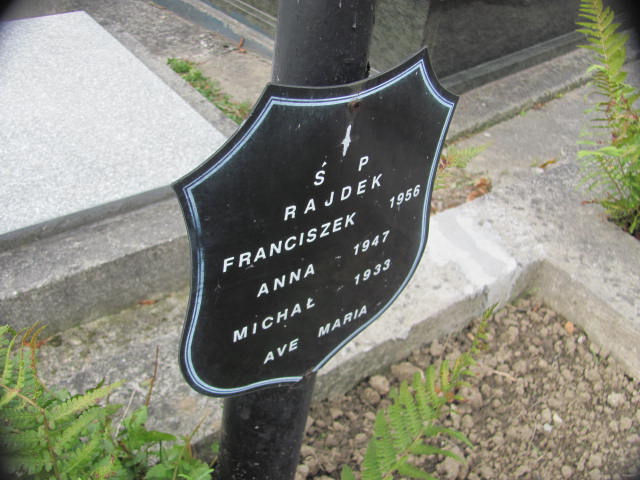 Ś P
RAJDEK
FRANCISZEK 1956
ANNA 1947
MICHAŁ 1933
AVE MARIA